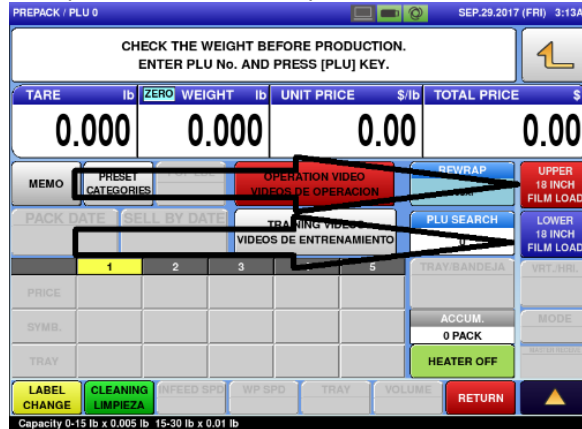 PREPACK / PLU 0 SEP.29.2017 (FRI) 3:13A
CHECK THE WEIGHT BEFORE PRODUCTION.
ENTER PLU No. AND PRESS [PLU] KEY.
TARE lb ZERO WEIGHT lb UNIT PRICE $/lb TOTAL PRICE $
0.000 0.000 0.00 0.00
MEMO
PRESET
CATEGORIES
OPERATION VIDEO
VIDEOS DE OPERACION
REWRAP
UPPER
18 INCH
FILM LOAD
PACK DATE SELL BY DATE
TRAINING VIDEOS
VIDEOS DE ENTRENAMIENTO
PLU SEARCH
0
LOWER
18 INCH
FILM LOAD
1 2 3 5 TRAY/BANDEJA VRT./HRI.
PRICE
SYMB. ACCUM. MODE
0 PACK
TRAY HEATER OFF
LABEL
CHANGE
CLEANING
LIMPIEZA
INFEED SPD WP SPD TRAY VOLUME RETURN
Capacity 0-15 lb x 0.005 lb 15-30 lb x 0.01 lb